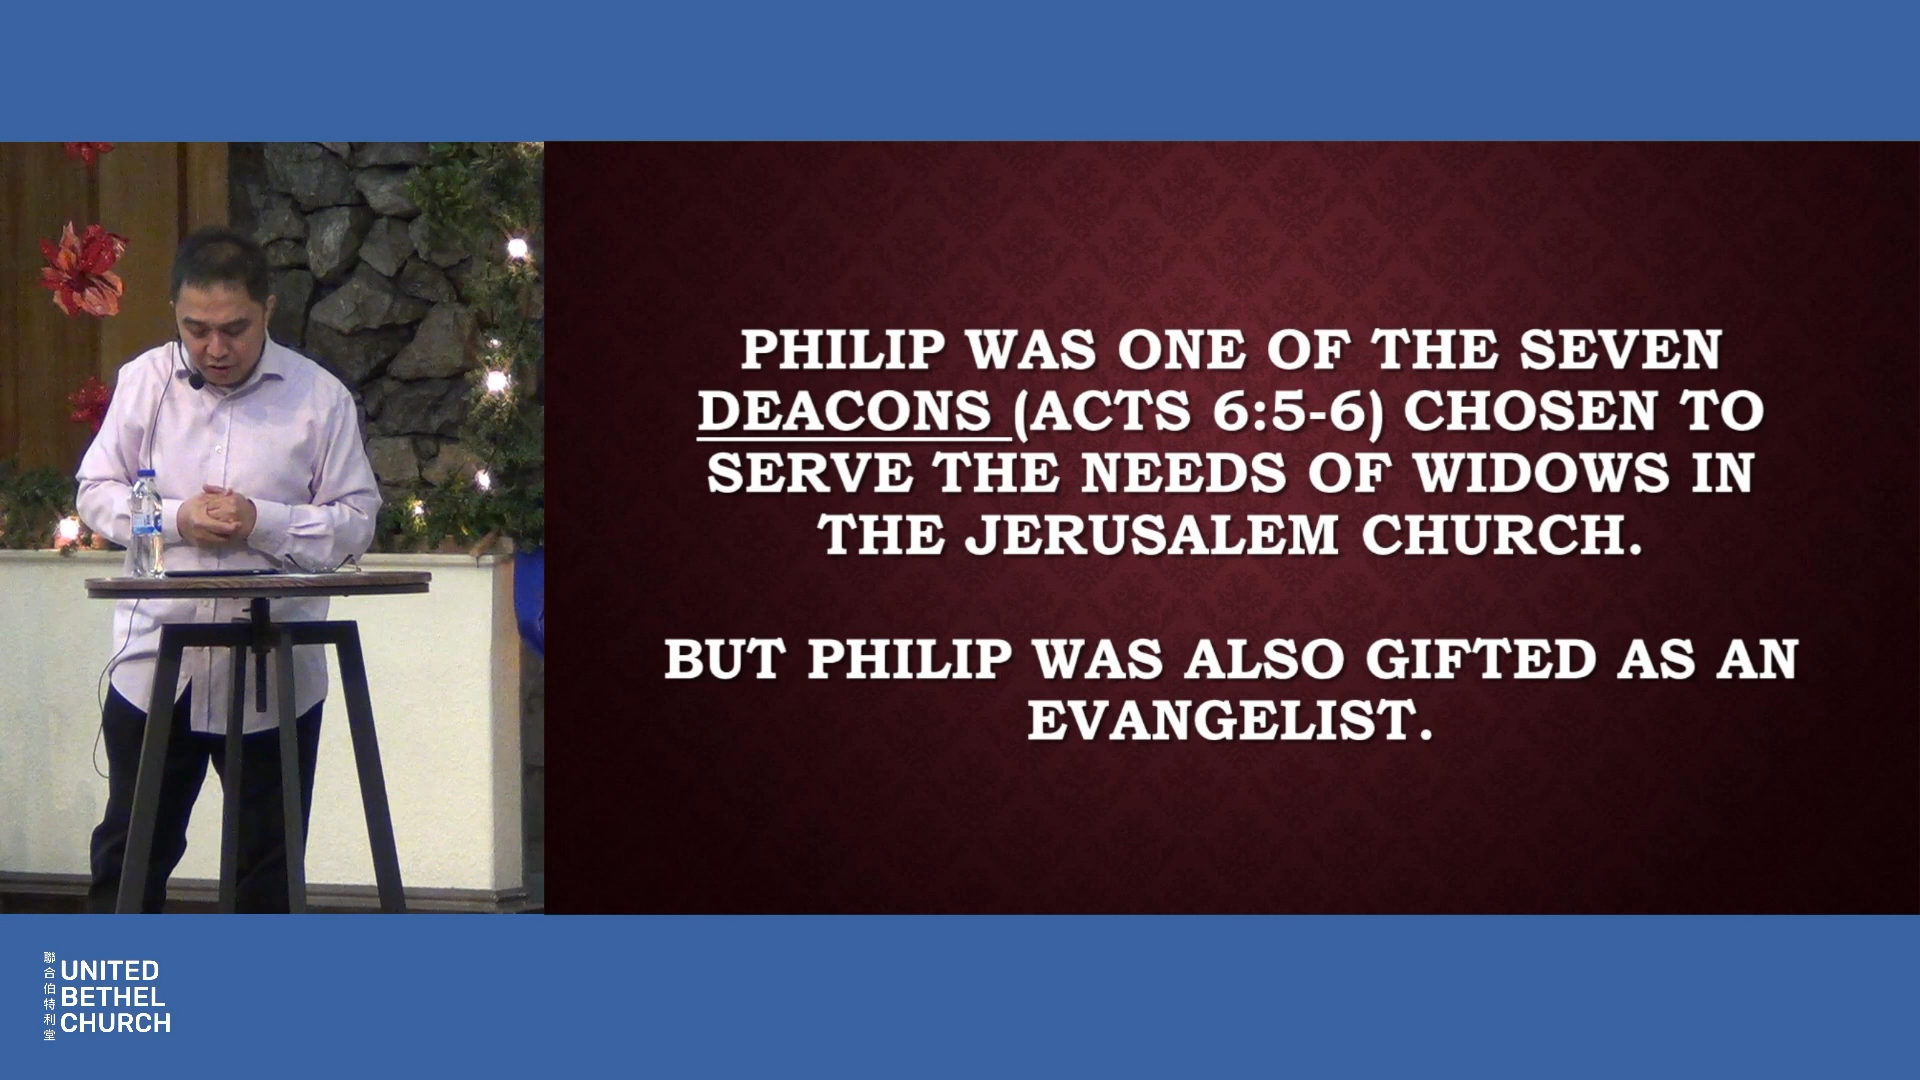 PHILIP WAS ONE OF THE SEVEN
DEACONS (ACTS 6:5-6) CHOSEN TO
SERVE THE NEEDS OF WIDOWS IN
THE JERUSALEM CHURCH.
BUT PHILIP WAS ALSO GIFTED AS AN
EVANGELIST.
聯合伯特利堂
UNITED
BETHEL
CHURCH